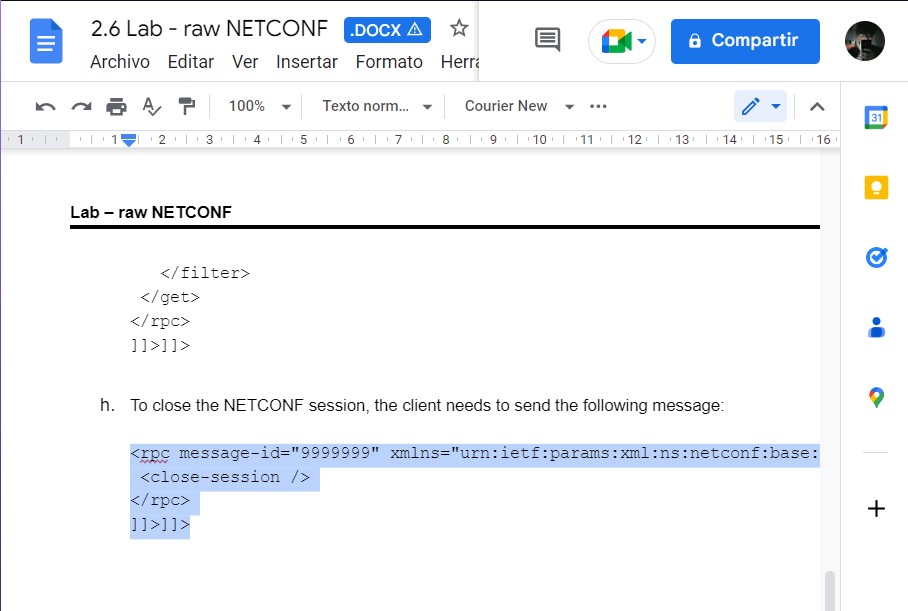 2.6 Lab - raw NETCONF .DOCX
Archivo Editar Ver Insertar Formato Herra
Compartir
100% Texto norm... Courier New
1 1 2 3 4 5 6 7 8 9 10 11 12 13 14 15 16
31
Lab – raw NETCONF
</filter>
</get>
</rpc>
]]>]]>
h. To close the NETCONF session, the client needs to send the following message:
<rpc message-id="9999999" xmlns="urn:ietf:params:xml:ns:netconf:base:
<close-session />
</rpc>
]]>]]>